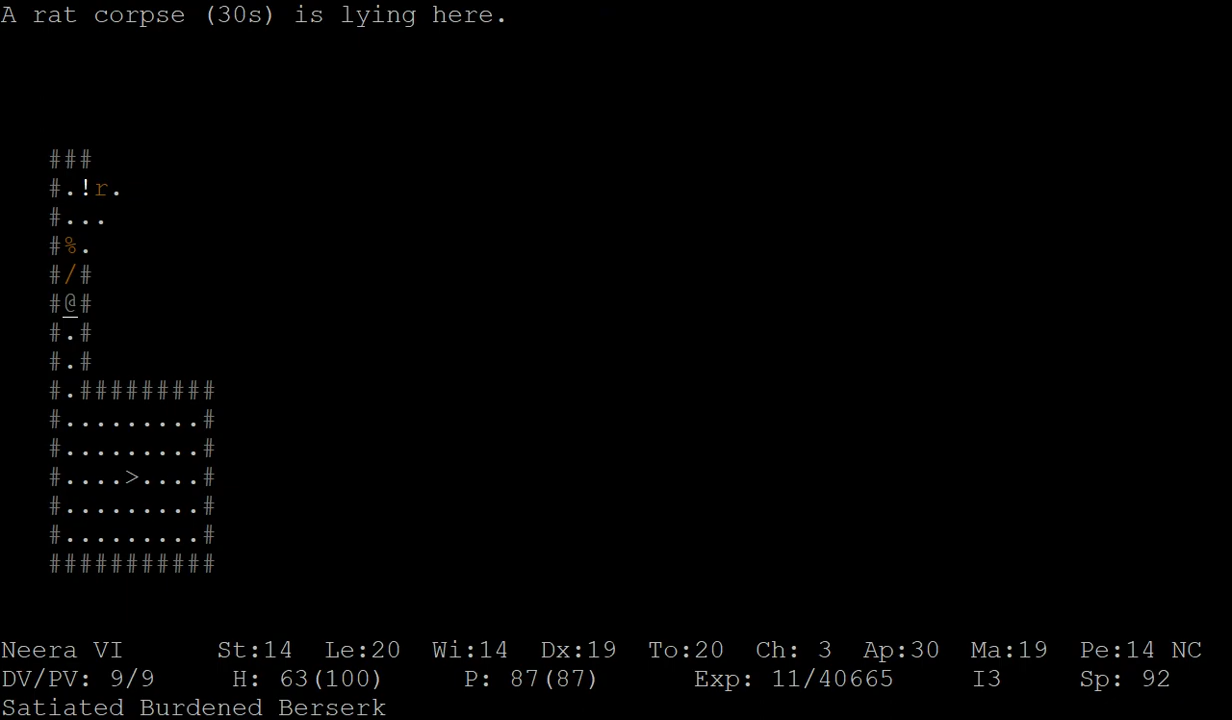 A rat corpse (30s) is lying here.
###
#.!r.
#...
#%.
#/#
#@#
#.#
#.#
#.#########
#.........#
#.........#
#....>....#
#.........#
#.........#
###########
Neera VI St:14 Le:20 Wi:14 Dx:19 To:20 Ch: 3 Ap:30 Ma:19 Pe:14 NC
DV/PV: 9/9 H: 63(100) P: 87(87) Exp: 11/40665 I3 Sp: 92
Satiated Burdened Berserk